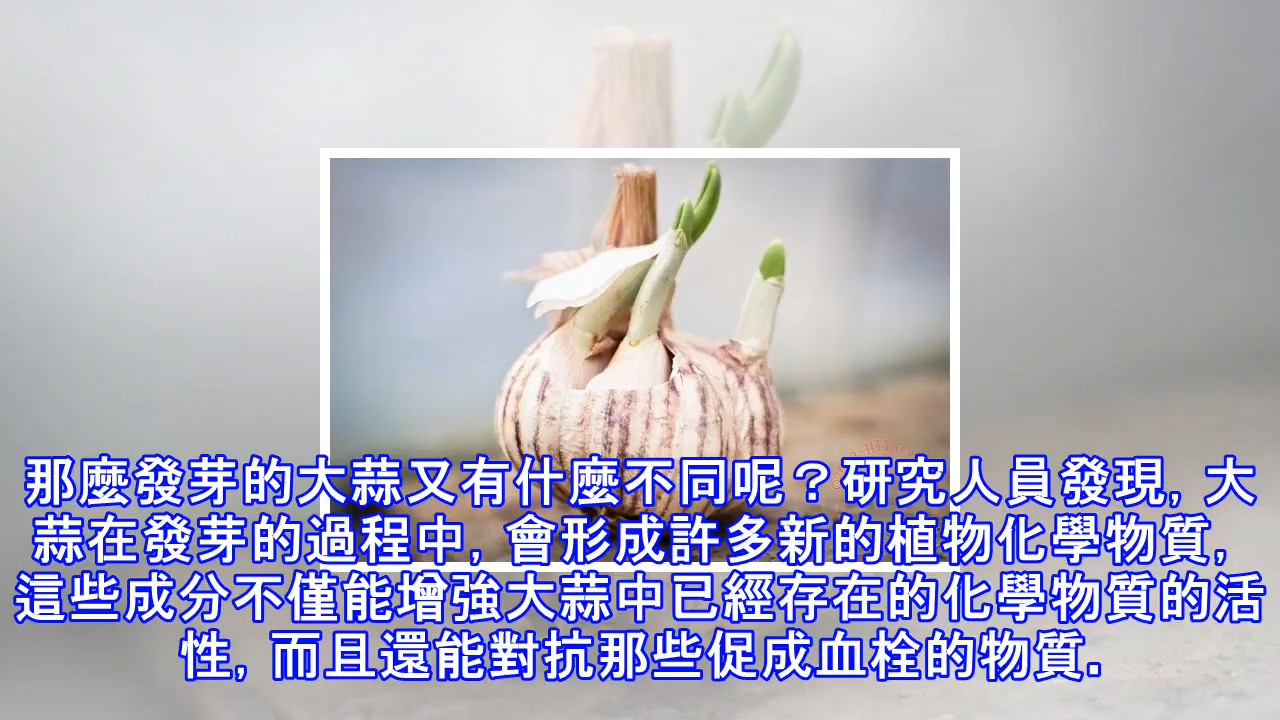 那麼發芽的大蒜又有什麼不同呢？研究人員發現, 大
蒜在發芽的過程中, 會形成許多新的植物化學物質,
這些成分不僅能增強大蒜中已經存在的化學物質的活
性, 而且還能對抗那些促成血栓的物質.